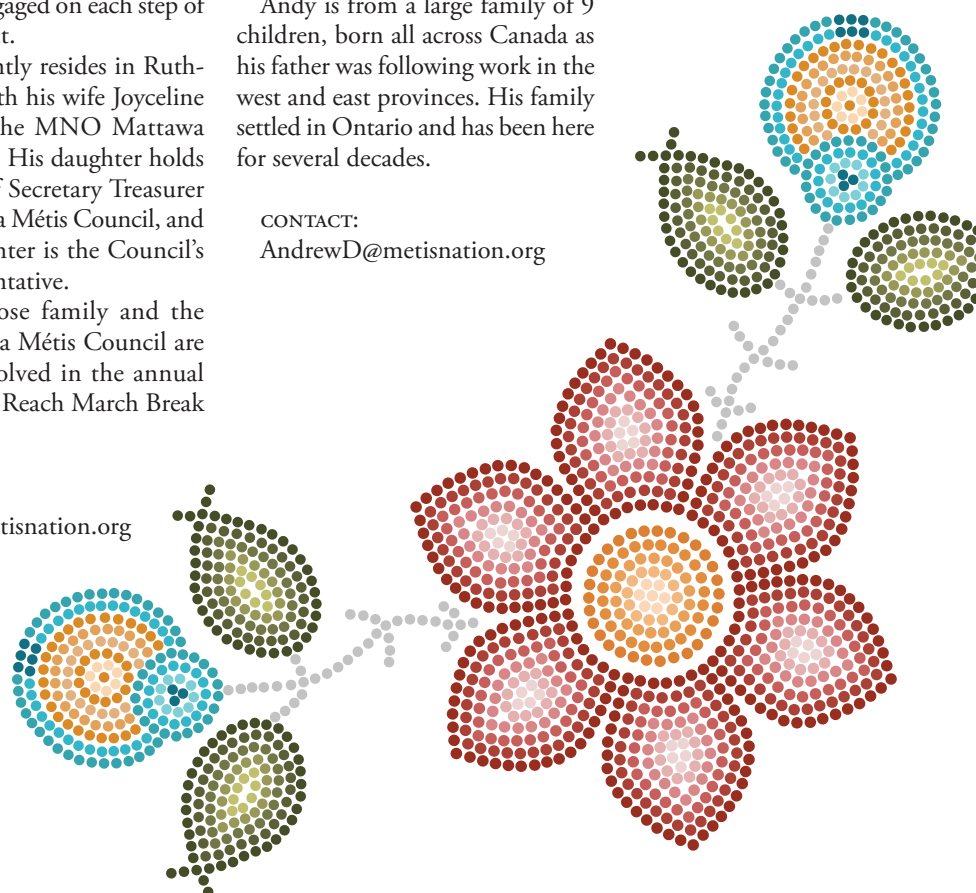 gaged on each step of
t.
ntly resides in Ruth-
th his wife Joyceline
he MNO Mattawa
His daughter holds
f Secretary Treasurer
a Métis Council, and
hter is the Council's
ntative.
ose family and the
a Métis Council are
olved in the annual
Reach March Break
tisnation.org
Andy is from a large family of 9
children, born all across Canada as
his father was following work in the
west and east provinces. His family
settled in Ontario and has been here
for several decades.
CONTACT:
AndrewD@metisnation.org